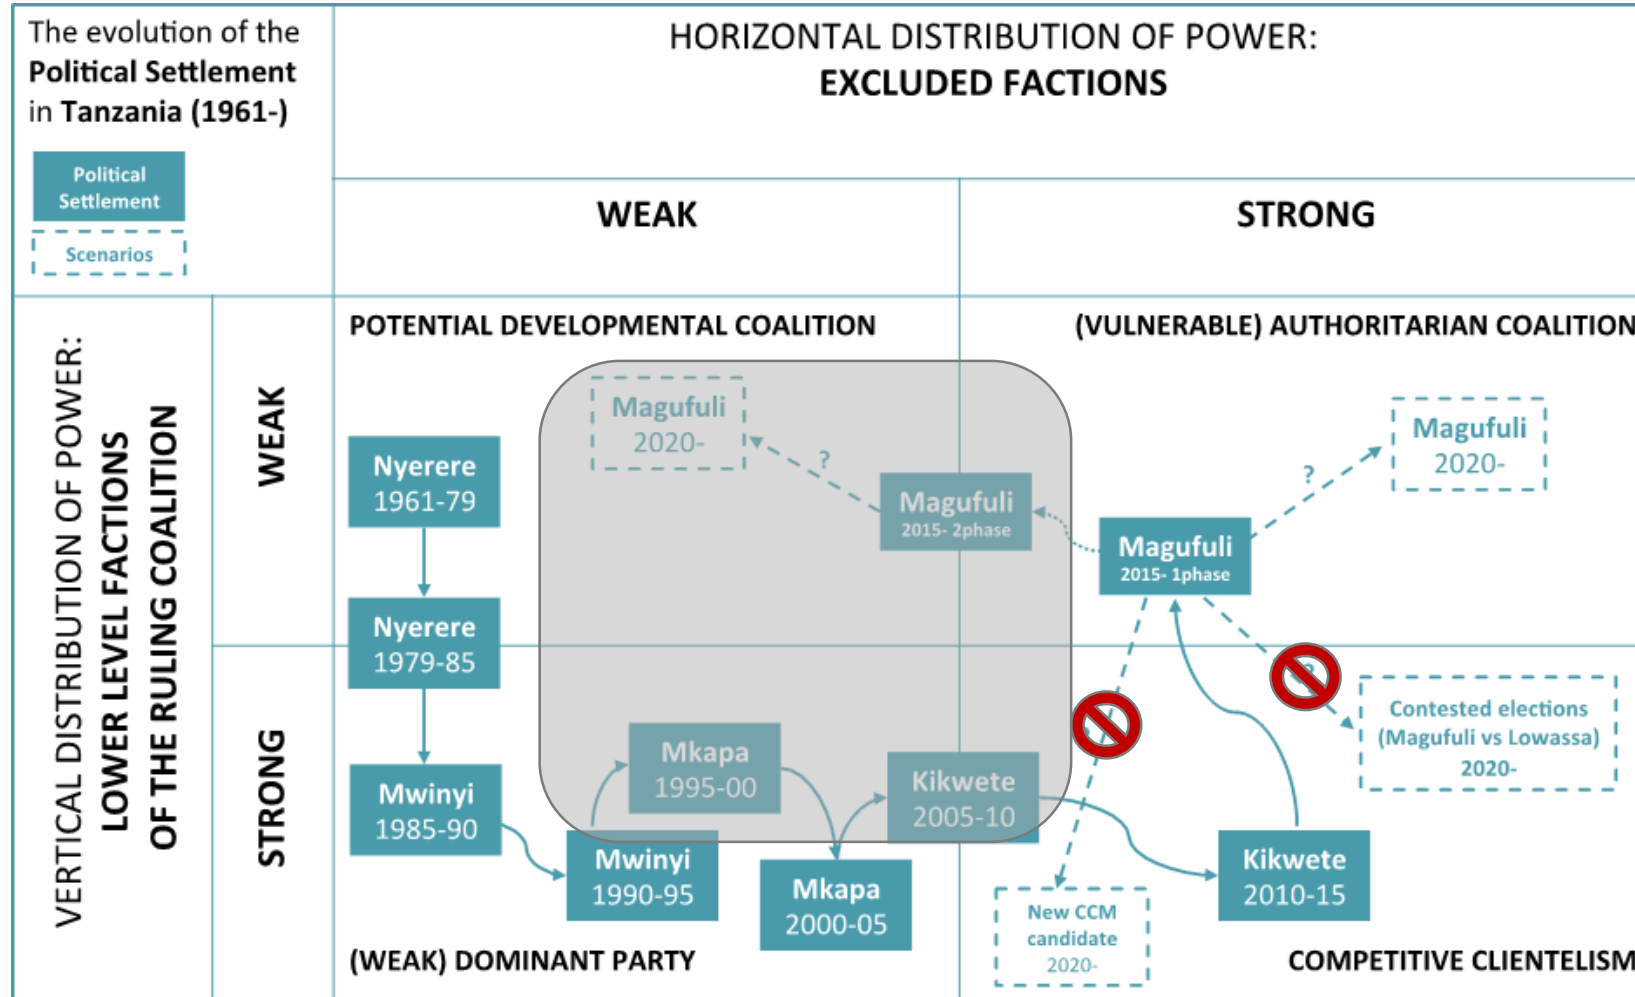 The evolution of the
Political Settlement
in Tanzania (1961-)
Political
Settlement
Scenarios
HORIZONTAL DISTRIBUTION OF POWER:
EXCLUDED FACTIONS
WEAK
STRONG
VERTICAL DISTRIBUTION OF POWER:
LOWER LEVEL FACTIONS
OF THE RULING COALITION
WEAK
STRONG
POTENTIAL DEVELOPMENTAL COALITION
(VULNERABLE) AUTHORITARIAN COALITION
Magufuli
2020-
?
Nyerere
1961-79
Magufuli
2015- 2phase
Magufuli
2015- 1phase
?
Magufuli
2020-
Nyerere
1979-85
Mwinyi
1985-90
Mwinyi
1990-95
Mkapa
1995-00
Mkapa
2000-05
Kikwete
2005-10
Contested elections
(Magufuli vs Lowassa)
2020-
Kikwete
2010-15
New CCM
candidate
2020-
(WEAK) DOMINANT PARTY
COMPETITIVE CLIENTELISM